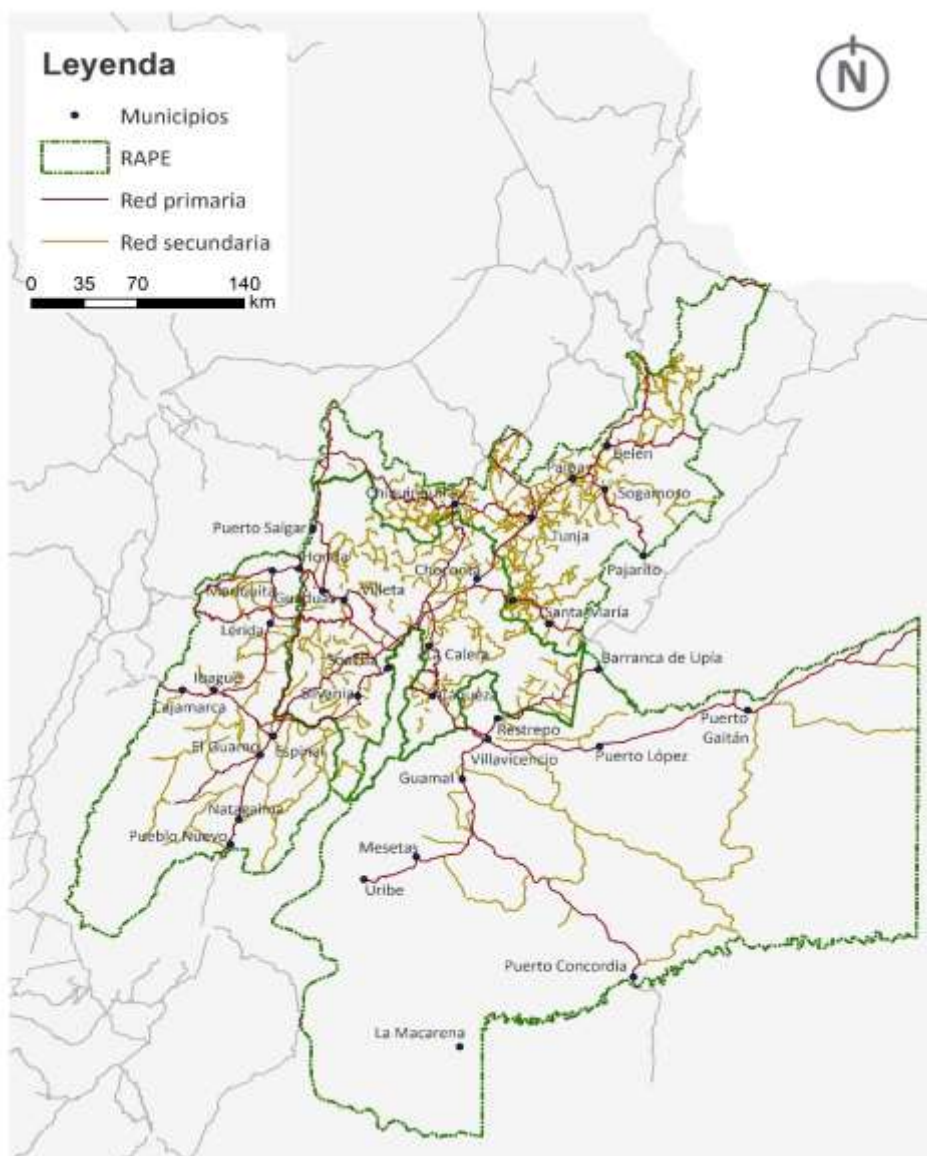 Leyenda
Municipios
RAPE
Red primaria
Red secundaria
0 35 70 140
km
N
Belén
Paipa
Sogamoso
Chiquinquirá
Tunja
Puerto Salgar
Pajarito
Honda
Chocontá
Mariquita
Guaduas
Villeta
Santa María
Lérida
La Calera
Barranca de Upía
Soacha
Ibagué
Silvania
Cáqueza
Cajamarca
Restrepo
Puerto
Gaitán
El Guamo
Espinal
Villavicencio
Puerto López
Guamal
Natagaima
Pueblo Nuevo
Mesetas
Uribe
Puerto Concordia
La Macarena